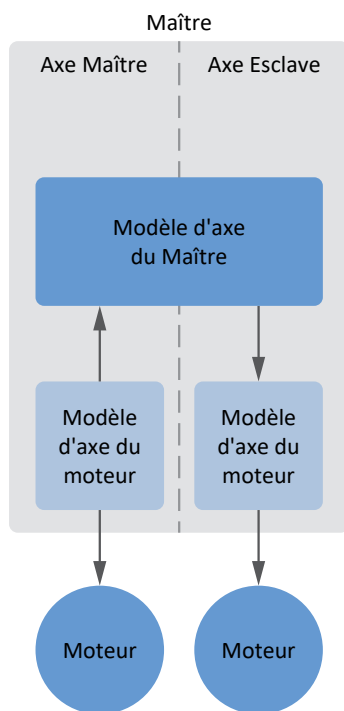 Maître
Axe Maître
Axe Esclave
Modèle d'axe
du Maître
Modèle
d'axe du
moteur
Modèle
d'axe du
moteur
Moteur
Moteur